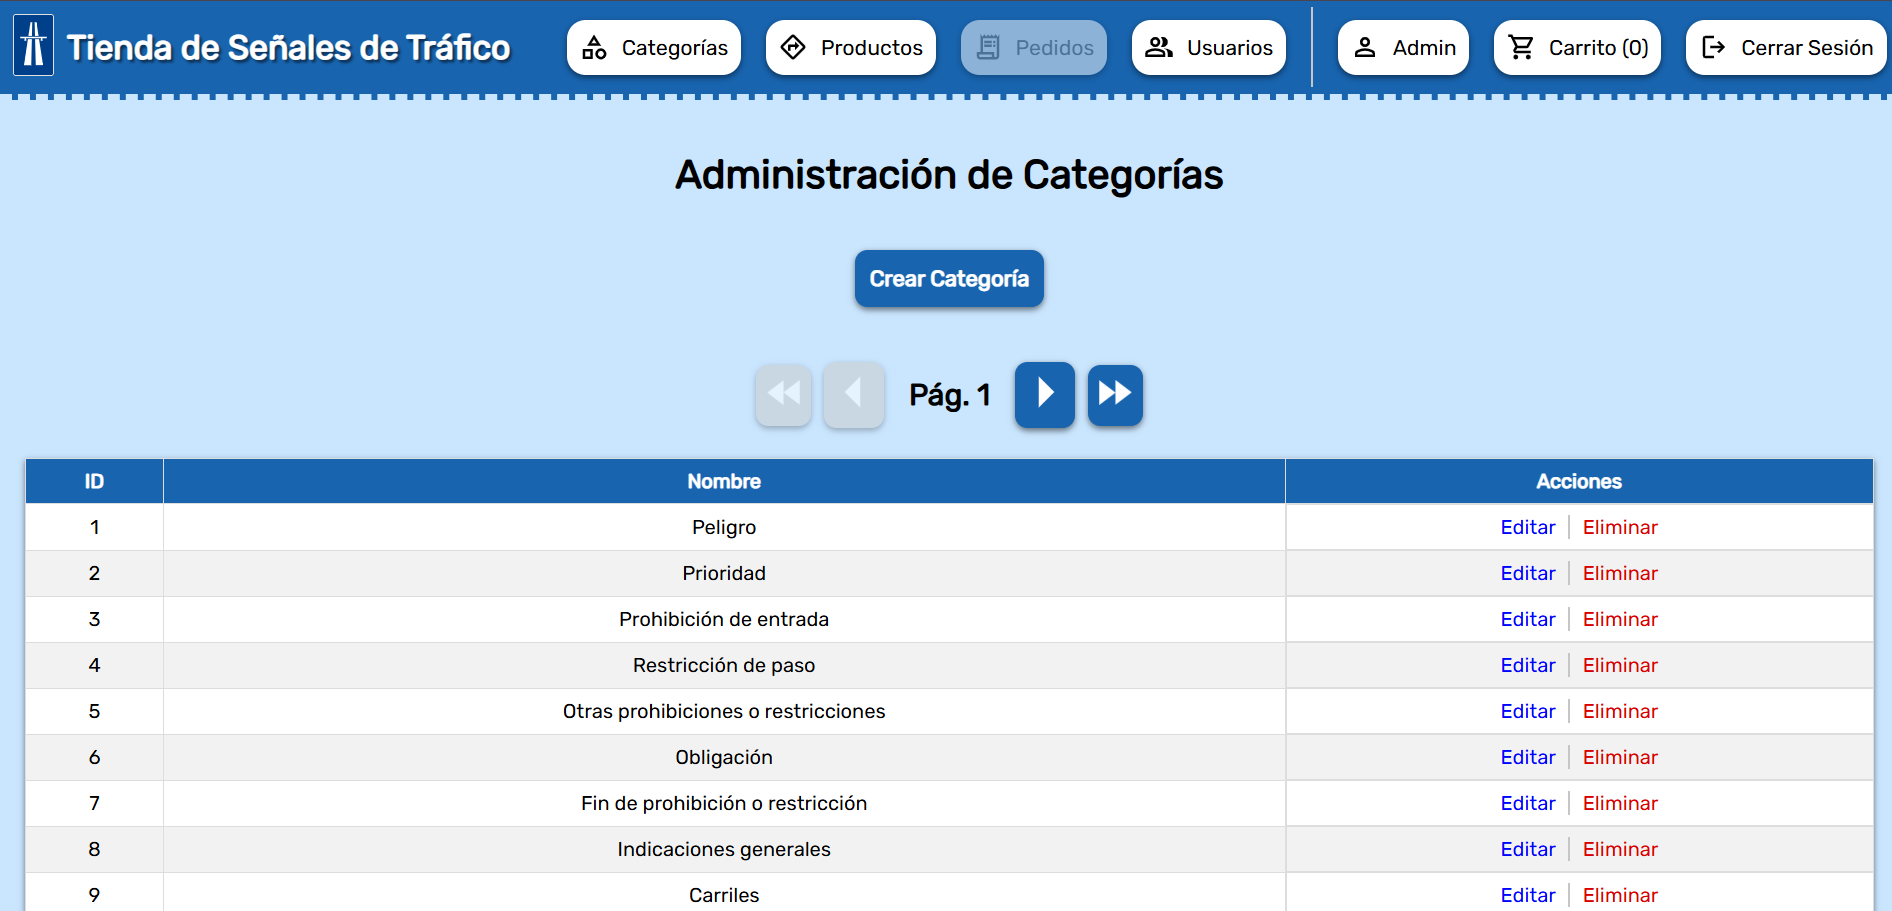 Tienda de Señales de Tráfico Categorías Productos Pedidos Usuarios Admin Carrito (0) Cerrar Sesión
Administración de Categorías
Crear Categoría
Pág. 1
ID Nombre Acciones
1 Peligro Editar Eliminar
2 Prioridad Editar Eliminar
3 Prohibición de entrada Editar Eliminar
4 Restricción de paso Editar Eliminar
5 Otras prohibiciones o restricciones Editar Eliminar
6 Obligación Editar Eliminar
7 Fin de prohibición o restricción Editar Eliminar
8 Indicaciones generales Editar Eliminar
9 Carriles Editar Eliminar